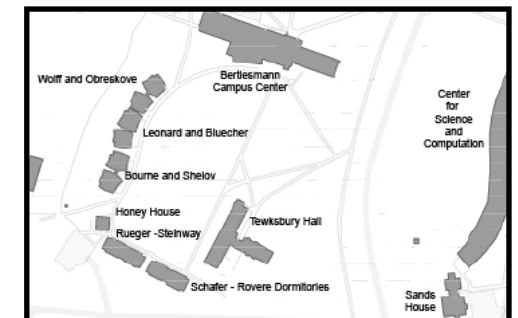 Wolff and Obreskove
Bertlesmann
Campus Center
Center
for
Science
and
Computation
Leonard and Bluecher
Bourne and Shelov
Honey House
Rueger -Steinway
Tewksbury Hall
Schafer - Rovere Dormitories
Sands
House